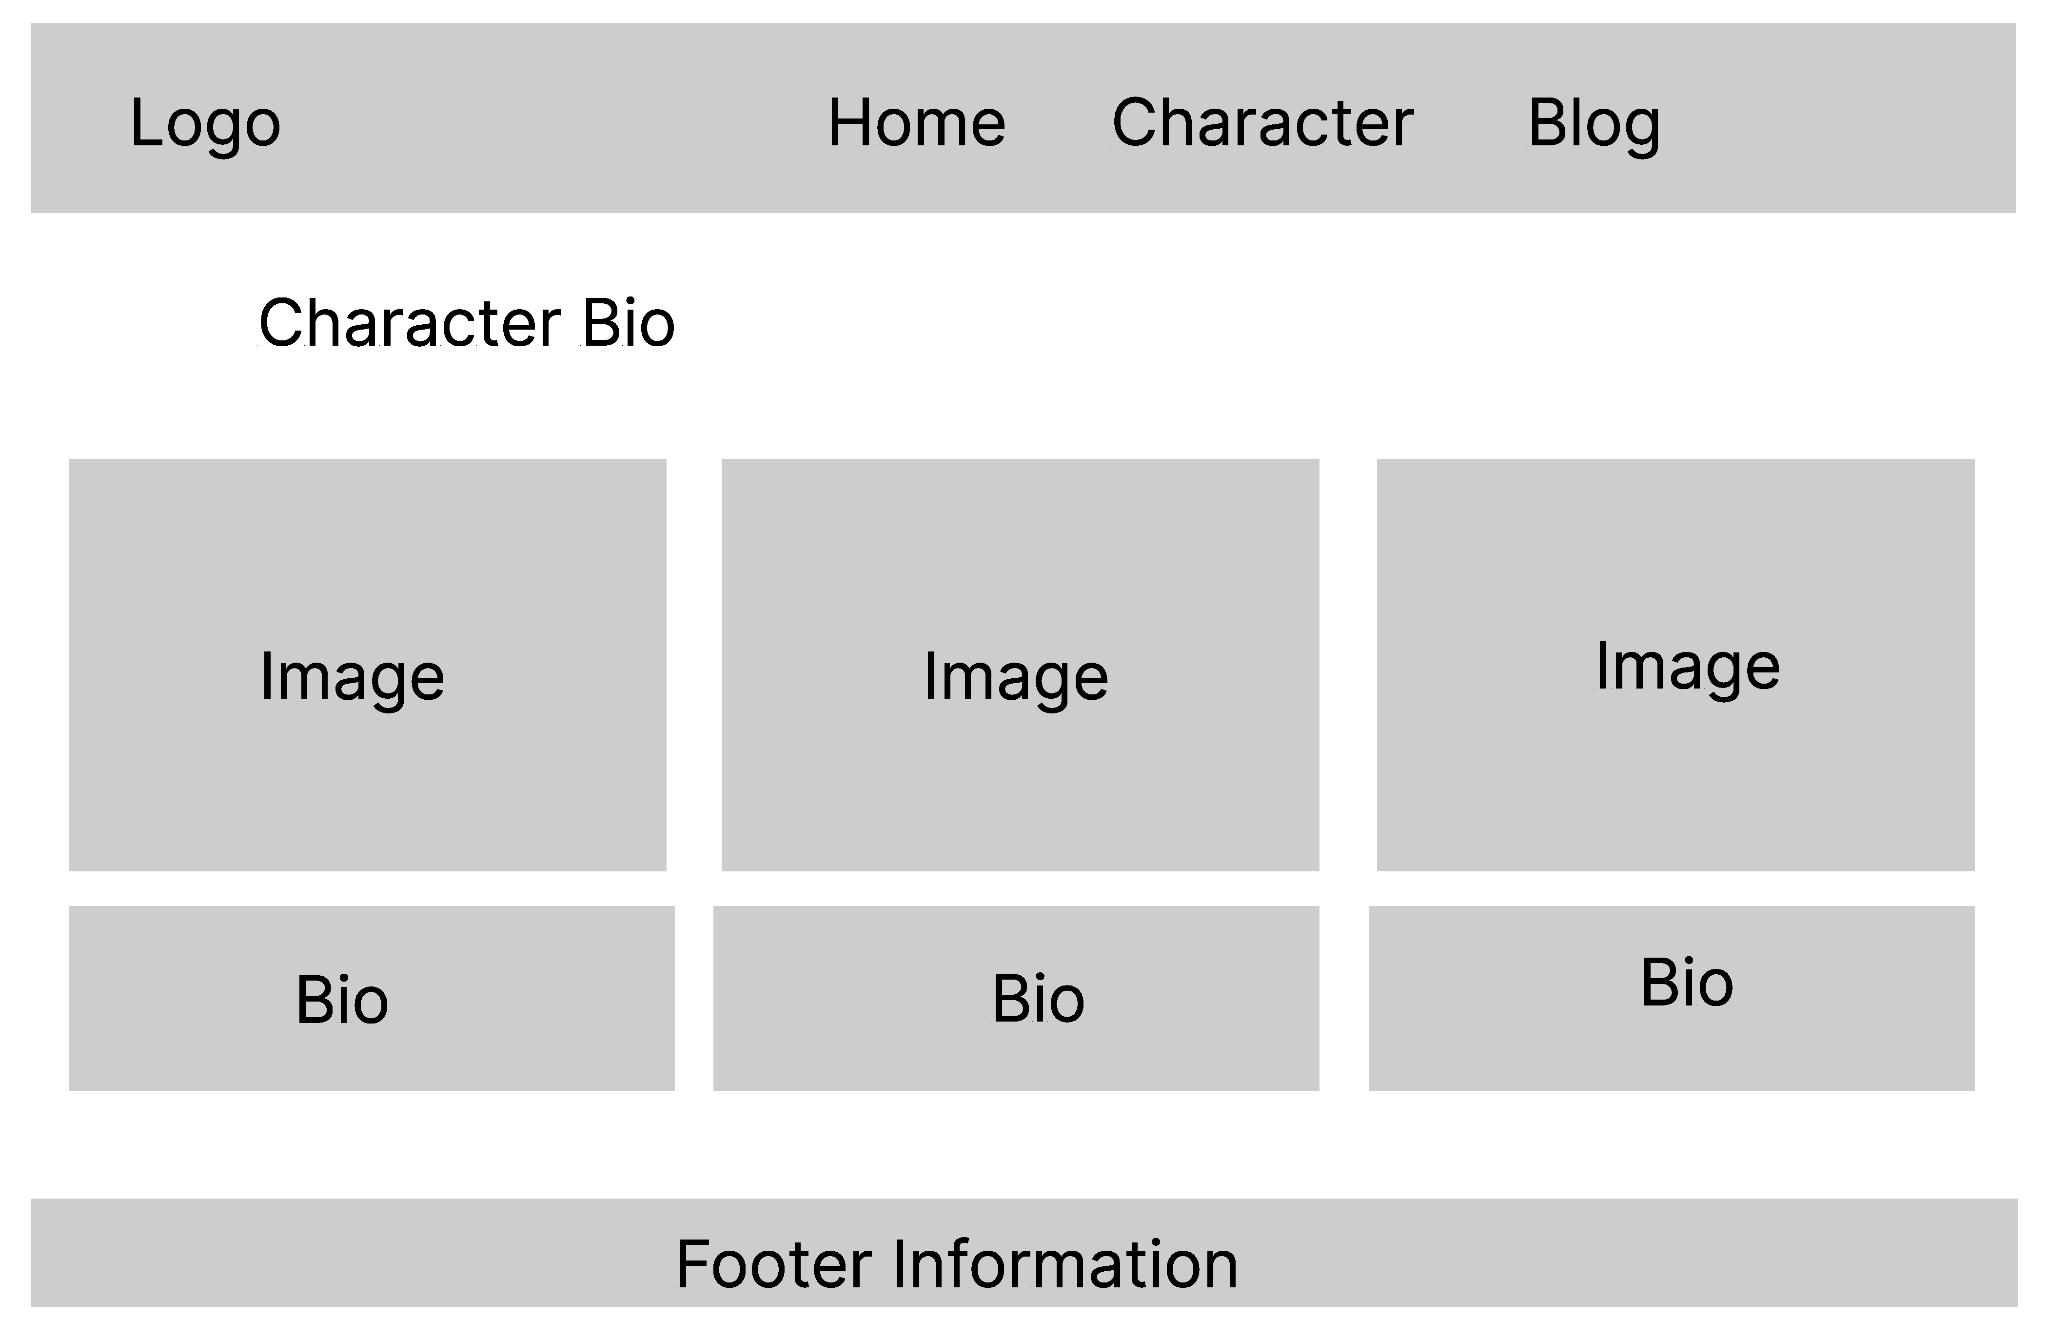 Logo
Home Character Blog
Character Bio
Image Image Image
Bio Bio Bio
Footer Information